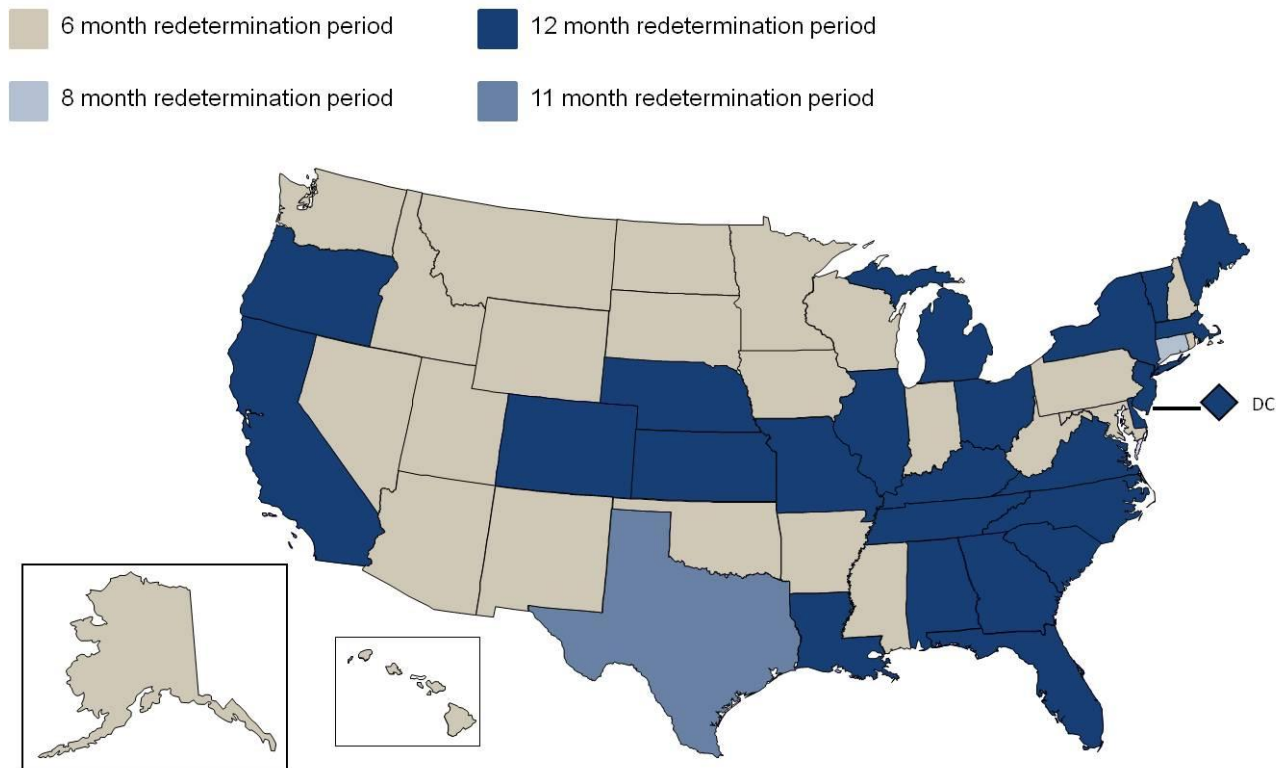 6 month redetermination period
12 month redetermination period
8 month redetermination period
11 month redetermination period
DC